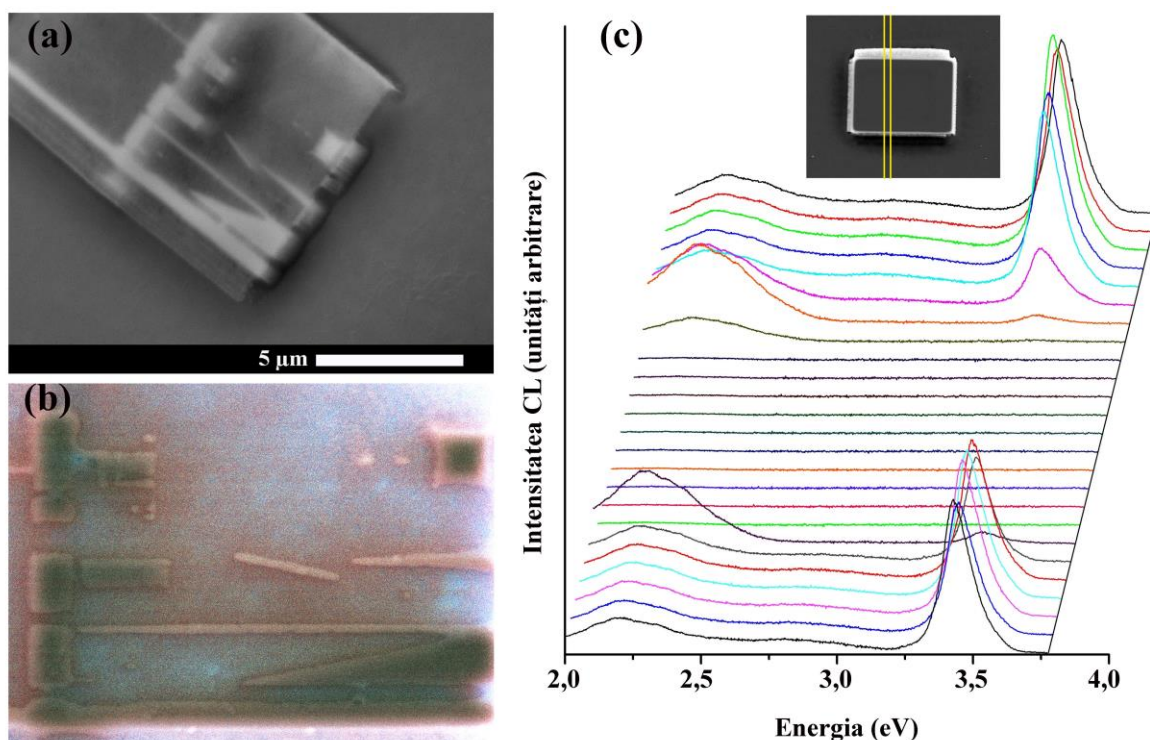 (a)
5 µm
(b)
(c)
Intensitatea CL (unități arbitrare)
2,0 2,5 3,0 3,5 4,0
Energia (eV)